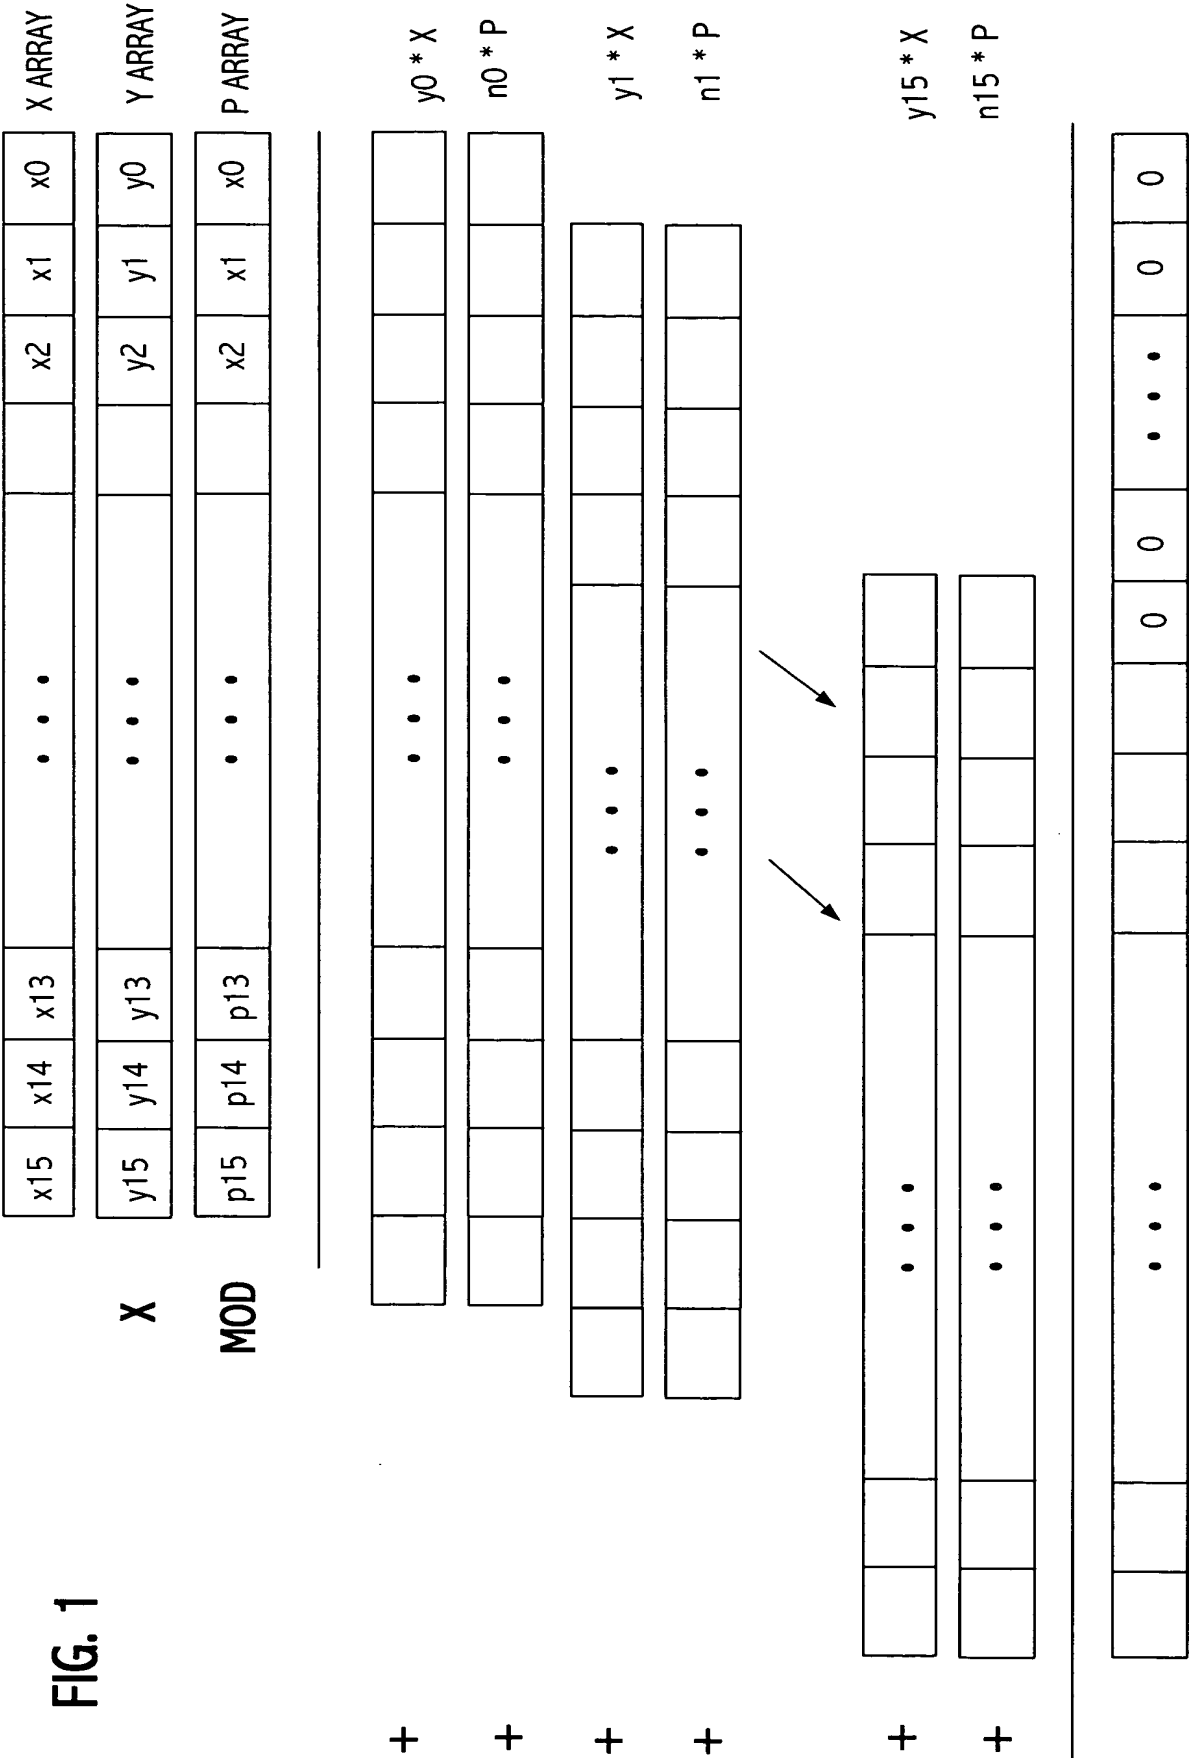 FIG. 1
x15 x14 x13 • • • x2 x1 x0 X ARRAY
X y15 y14 y13 • • • y2 y1 y0 Y ARRAY
MOD p15 p14 p13 • • • x2 x1 x0 P ARRAY
+ • • • y0 * X
+ • • • n0 * P
+ • • • y1 * X
+ • • • n1 * P
+ • • • y15 * X
+ • • • n15 * P
• • • 0 0 • • • 0 0